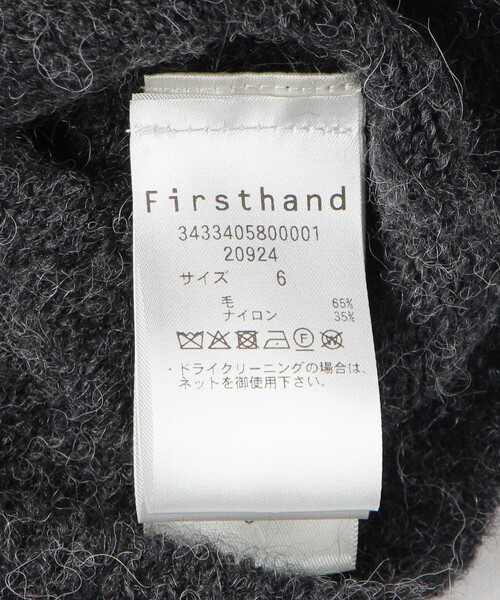 Firsthand
3433405800001
20924
サイズ 6
毛 65%
ナイロン 35%
F W
・ドライクリーニングの場合は、
ネットを御使用下さい。